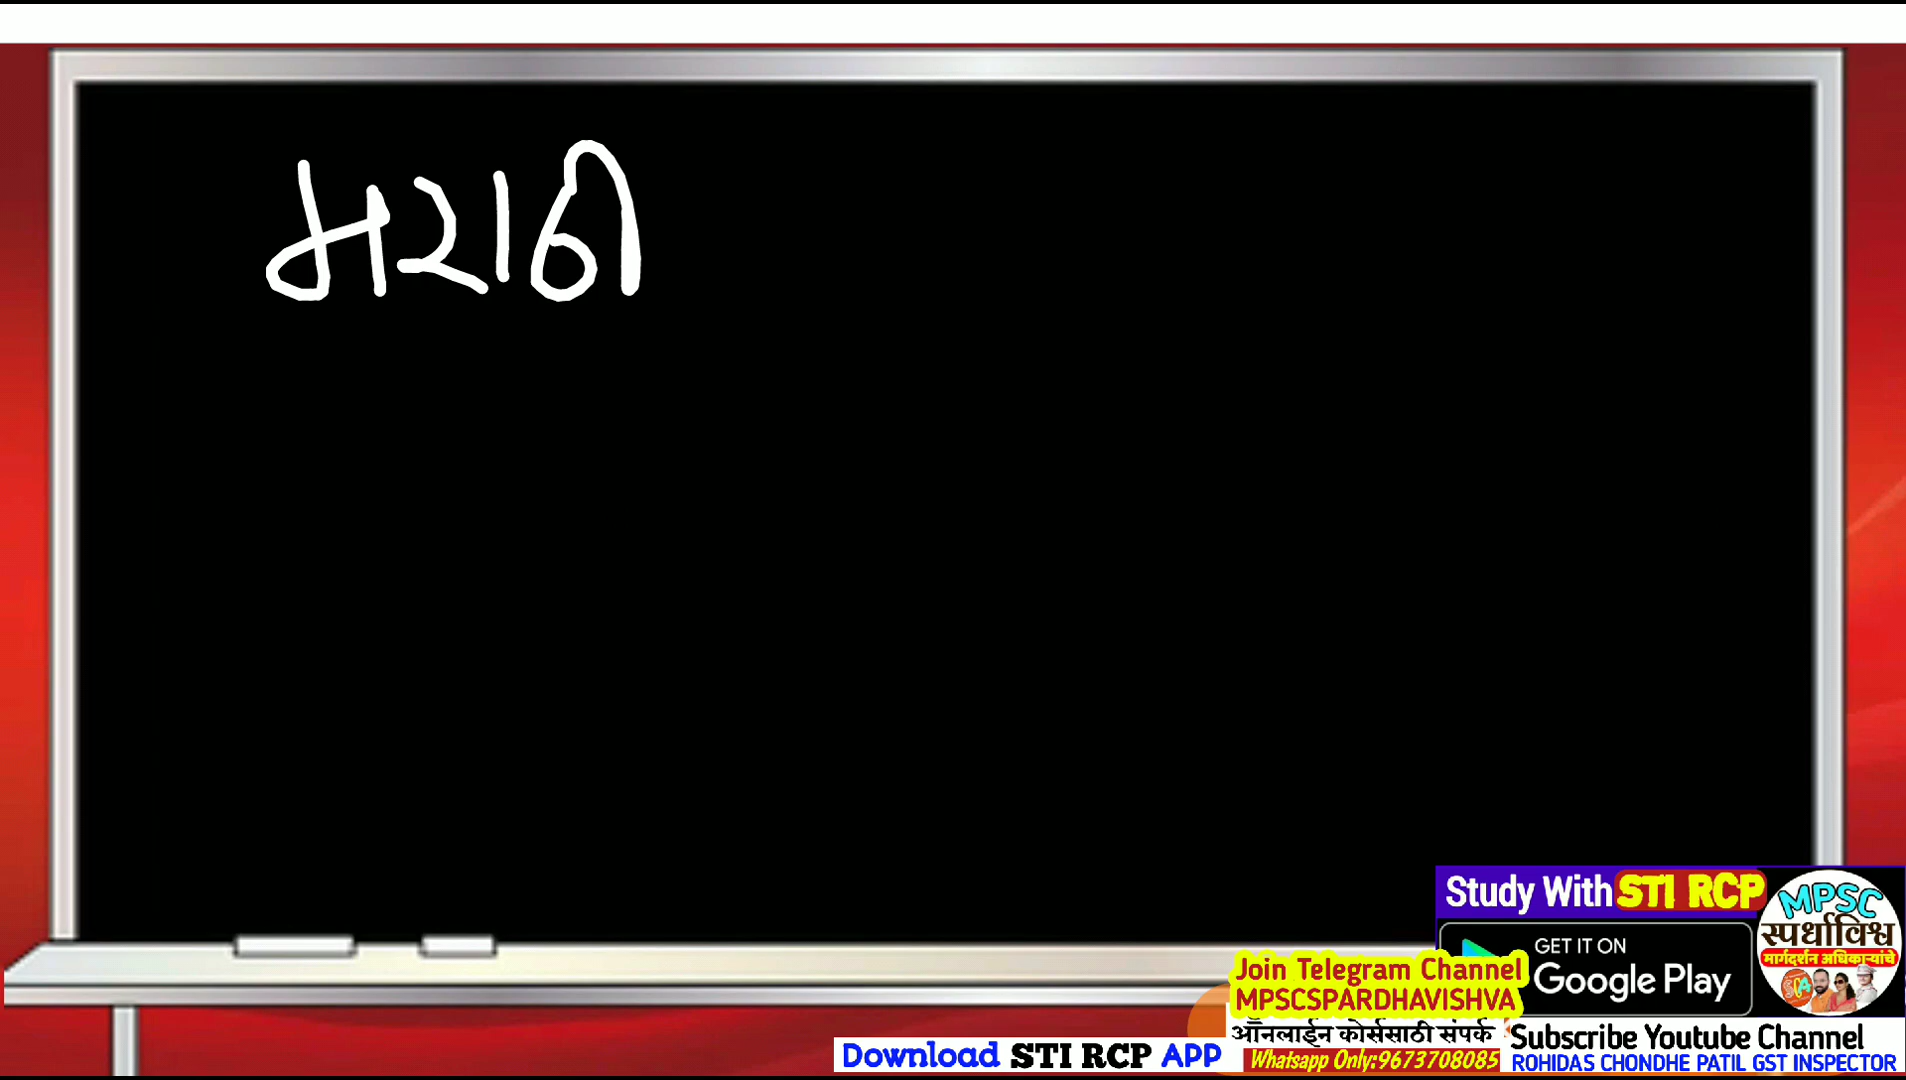 मराठी
Study With STI RCP
MPSC
स्पर्धाविश्व
मार्गदर्शन अधिकाऱ्यांचे
GET IT ON
Google Play
Join Telegram Channel
MPSCSPARDHAVISHVA
ऑनलाईन कोर्ससाठी संपर्क
Whatsapp Only:9673708085
Download STI RCP APP
Subscribe Youtube Channel
ROHIDAS CHONDHE PATIL GST INSPECTOR